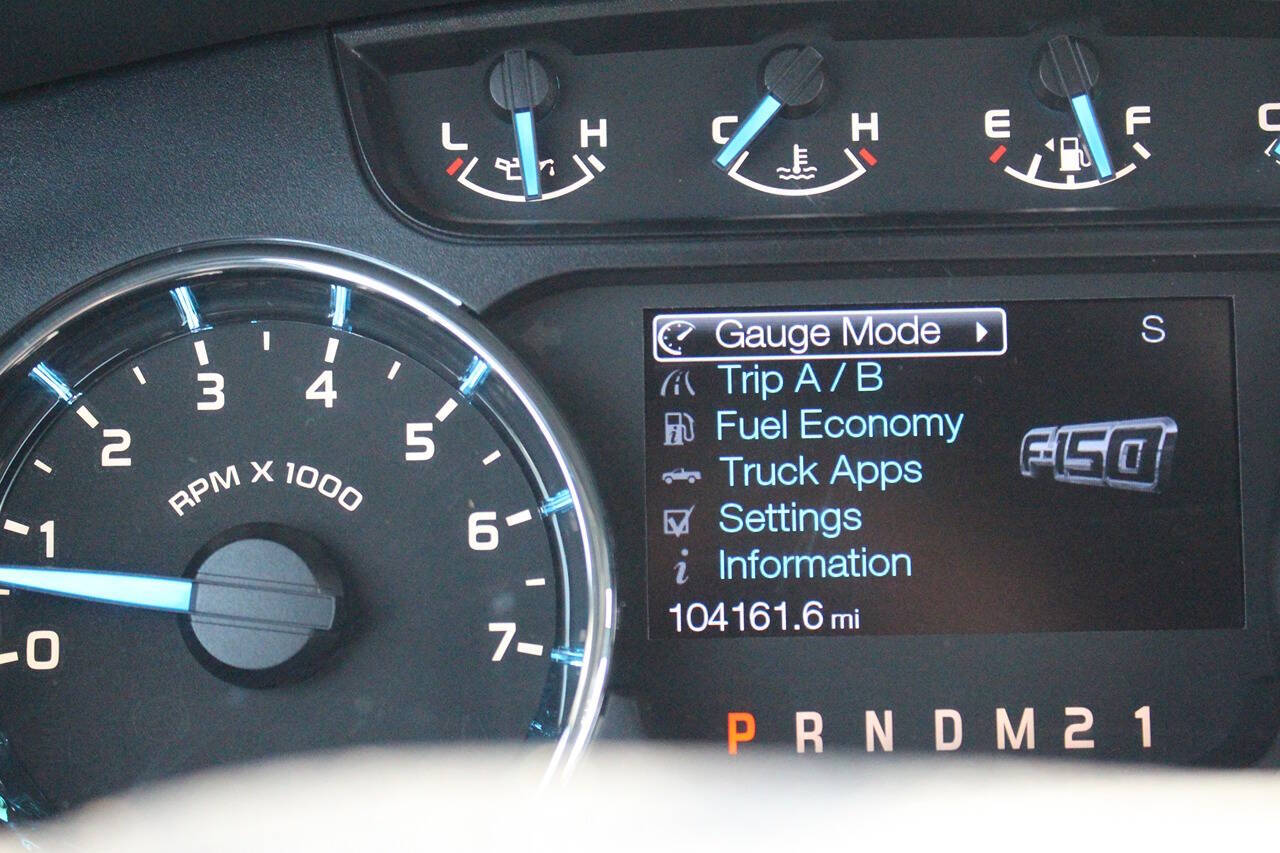 L H
C H
E F
C
Gauge Mode
S
Trip A / B
Fuel Economy
Truck Apps
Settings
Information
104161.6 mi
F-150
0 1 2 3 4 5 6 7
RPM X 1000
P R N D M 2 1